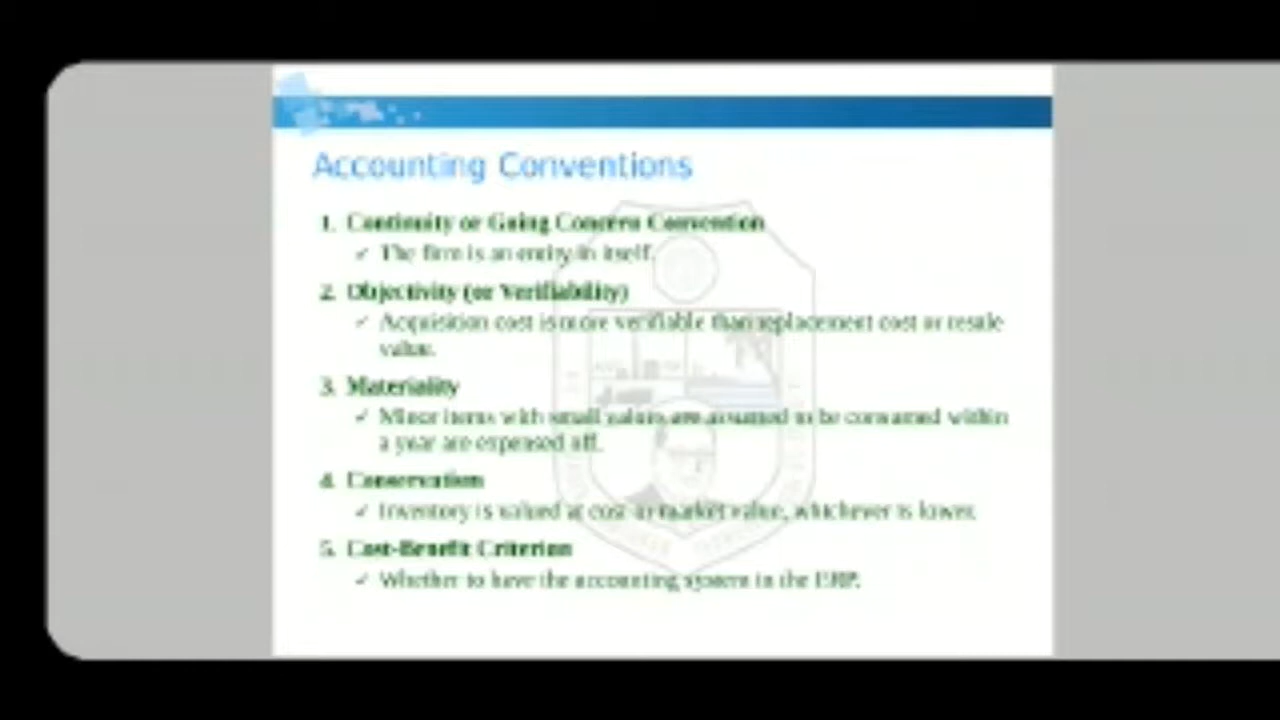 Accounting Conventions
1. Continuity or Going Concern Convention
✓ The firm is an entity in itself.
2. Objectivity (or Verifiability)
✓ Acquisition cost is more verifiable than replacement cost or resale
value.
3. Materiality
✓ Minor items with small values are assumed to be consumed within
a year are expensed off.
4. Conservatism
✓ Inventory is valued at cost or market value, whichever is lower.
5. Cost-Benefit Criterion
✓ Whether to have the accounting system in the ERP.